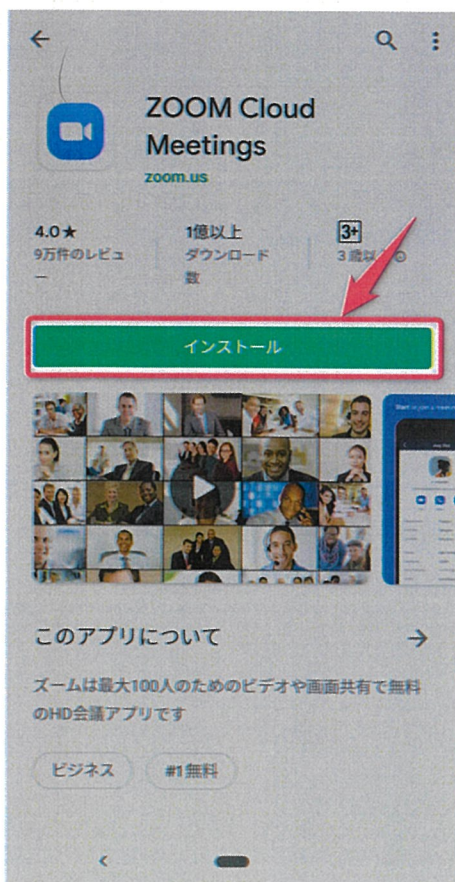 ZOOM Cloud
Meetings
zoom.us
4.0★
9万件のレビュ
ー
1億以上
ダウンロード
数
3+
3 歳以
インストール
このアプリについて
→
ズームは最大100人のためのビデオや画面共有で無料
のHD会議アプリです
ビジネス
#1無料